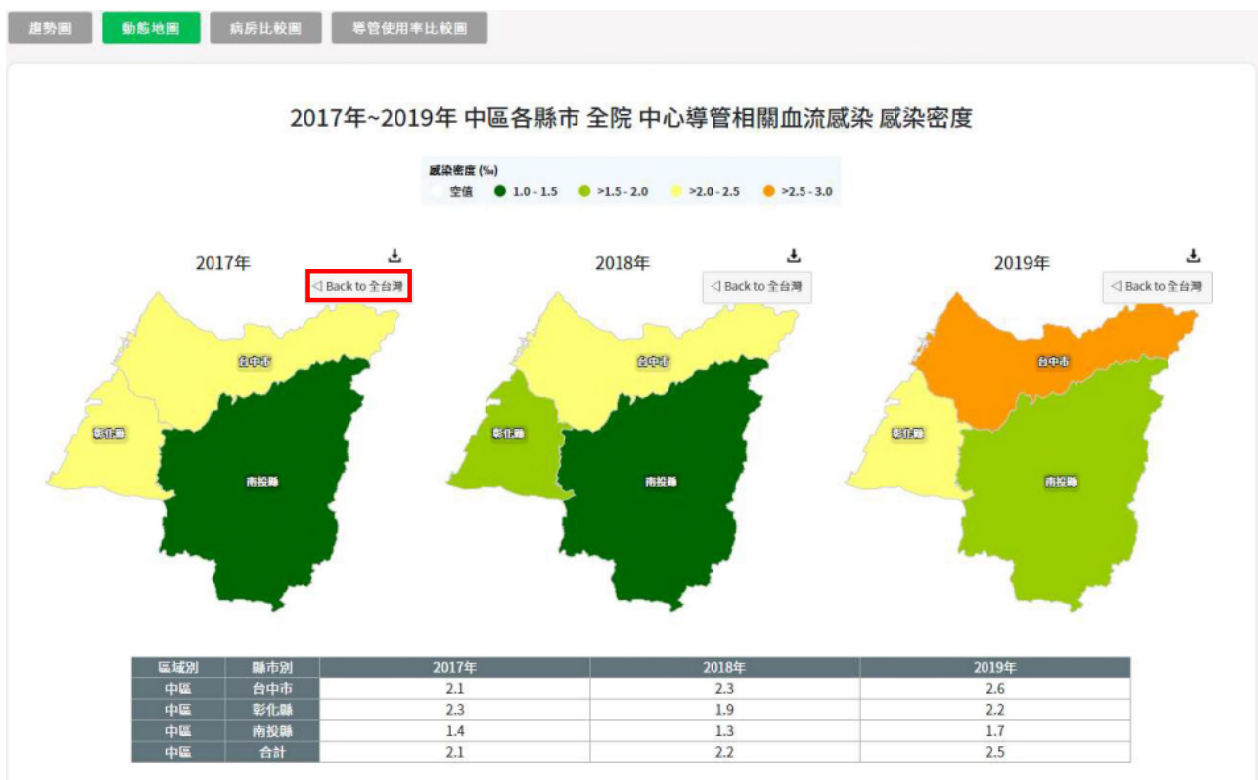 趨勢圖 動態地圖 病房比較圖 導管使用率比較圖
2017年~2019年 中區各縣市 全院 中心導管相關血流感染 感染密度
感染密度 (‰)
空值 1.0 - 1.5 >1.5 - 2.0 >2.0 - 2.5 >2.5 - 3.0
2017年 2018年 2019年
◁ Back to 全台灣 ◁ Back to 全台灣 ◁ Back to 全台灣
台中市 台中市 台中市
彰化縣 彰化縣 彰化縣
南投縣 南投縣 南投縣
區域別 縣市別 2017年 2018年 2019年
中區 台中市 2.1 2.3 2.6
中區 彰化縣 2.3 1.9 2.2
中區 南投縣 1.4 1.3 1.7
中區 合計 2.1 2.2 2.5